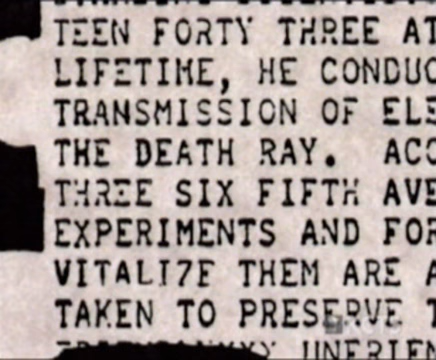 TEEN FORTY THREE AT
LIFETIME, HE CONDUC
TRANSMISSION OF ELE
THE DEATH RAY. ACC
THREE SIX FIFTH AVE
EXPERIMENTS AND FOR
VITALIZE THEM ARE A
TAKEN TO PRESERVE T
UNFRIEN